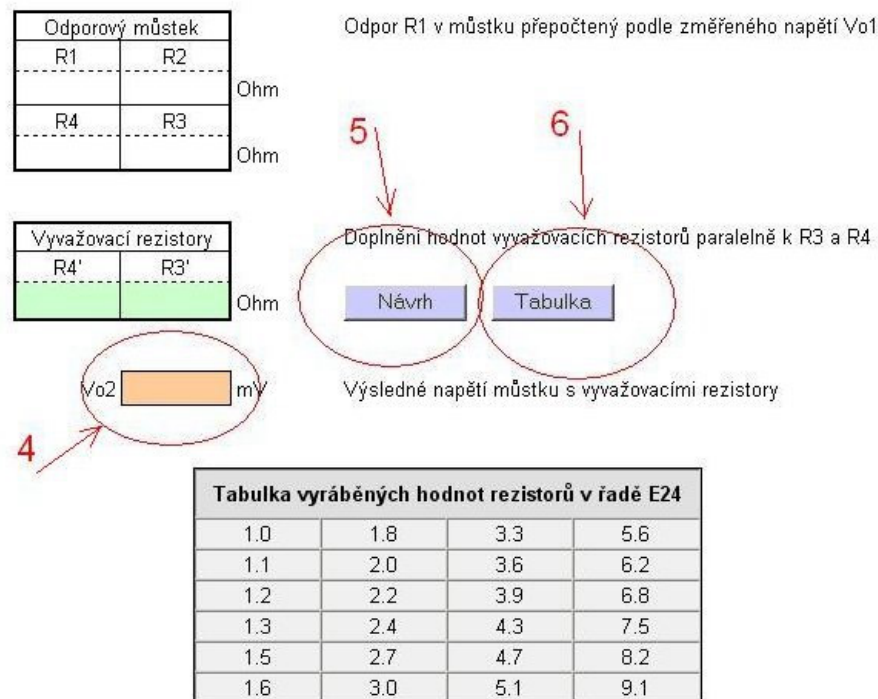 Odporový můstek
Odpor R1 v můstku přepočtený podle změřeného napětí Vo1
R1 R2
Ohm
R4 R3
Ohm
5 6
Vyvažovací rezistory
Doplnění hodnot vyvažovacích rezistorů paralelně k R3 a R4
R4' R3'
Ohm
Návrh Tabulka
Vo2 mV
Výsledné napětí můstku s vyvažovacími rezistory
4
Tabulka vyráběných hodnot rezistorů v řadě E24
1.0 1.8 3.3 5.6
1.1 2.0 3.6 6.2
1.2 2.2 3.9 6.8
1.3 2.4 4.3 7.5
1.5 2.7 4.7 8.2
1.6 3.0 5.1 9.1